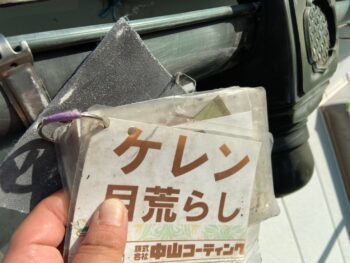 ケレン
目荒らし
株式会社 中山コーティング